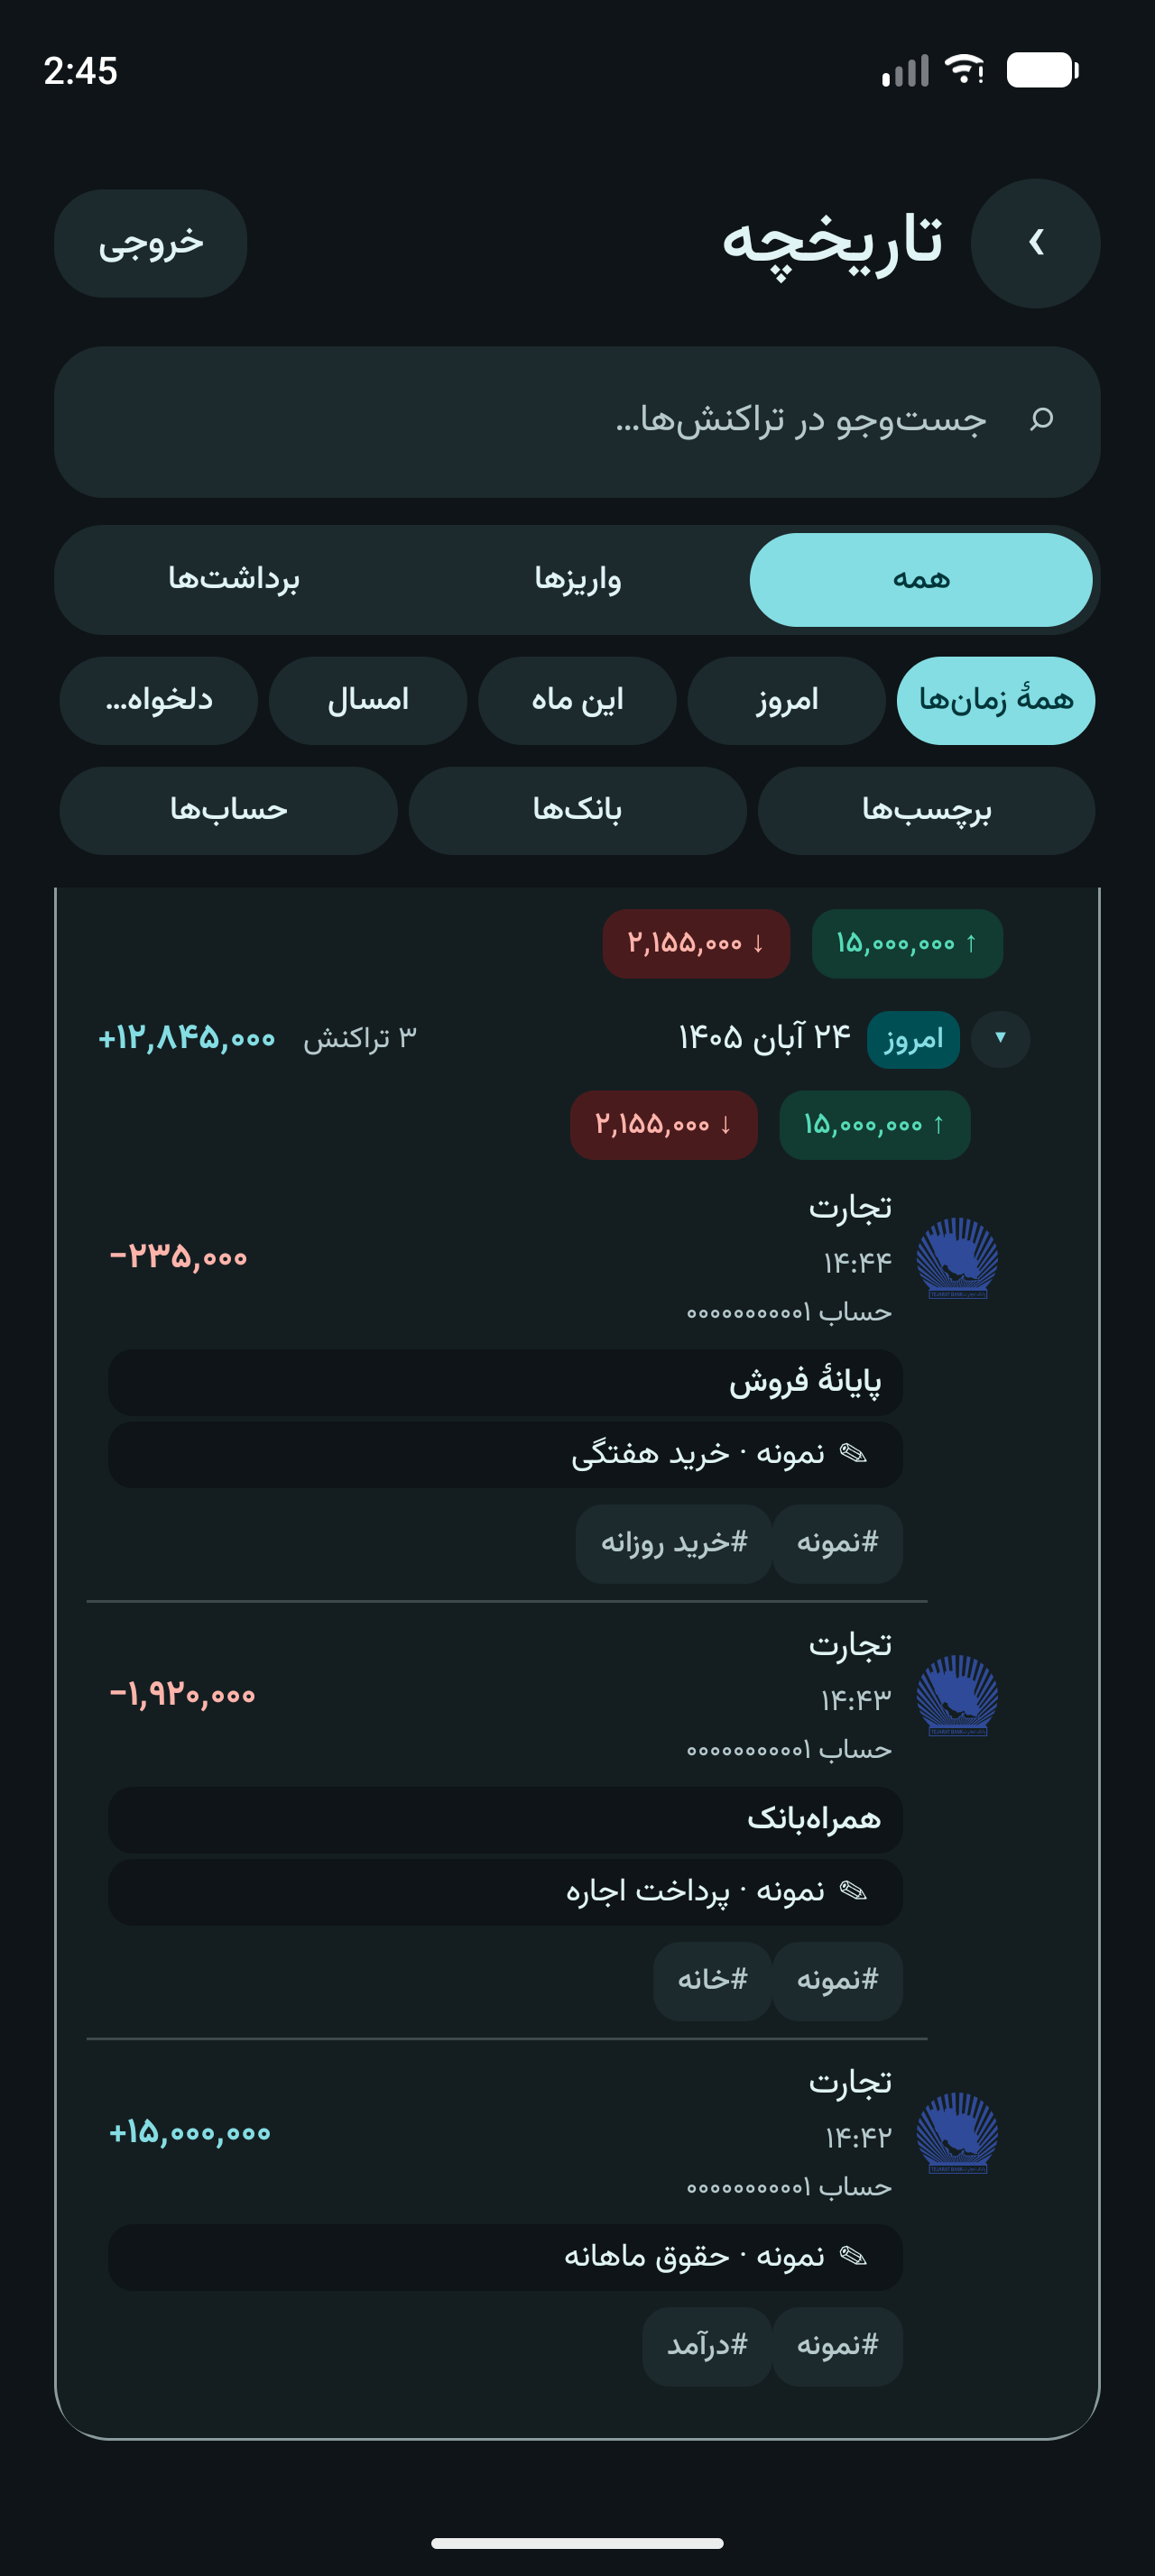 2:45
تاریخچه
خروجی
جست‌وجو در تراکنش‌ها...
همه واریزها برداشت‌ها
همهٔ زمان‌ها امروز این ماه امسال دلخواه...
برچسب‌ها بانک‌ها حساب‌ها
↑ ۱۵,۰۰۰,۰۰۰ ↓ ۲,۱۵۵,۰۰۰
▼ امروز ۲۴ آبان ۱۴۰۵ ۳ تراکنش +۱۲,۸۴۵,۰۰۰
↑ ۱۵,۰۰۰,۰۰۰ ↓ ۲,۱۵۵,۰۰۰
تجارت
۱۴:۴۴
−۲۳۵,۰۰۰
حساب ۰۰۰۰۰۰۰۰۰۰۱
پایانهٔ فروش
✎ نمونه · خرید هفتگی
#نمونه #خرید روزانه
تجارت
۱۴:۴۳
−۱,۹۲۰,۰۰۰
حساب ۰۰۰۰۰۰۰۰۰۰۱
همراه‌بانک
✎ نمونه · پرداخت اجاره
#نمونه #خانه
تجارت
۱۴:۴۲
+۱۵,۰۰۰,۰۰۰
حساب ۰۰۰۰۰۰۰۰۰۰۱
✎ نمونه · حقوق ماهانه
#نمونه #درآمد